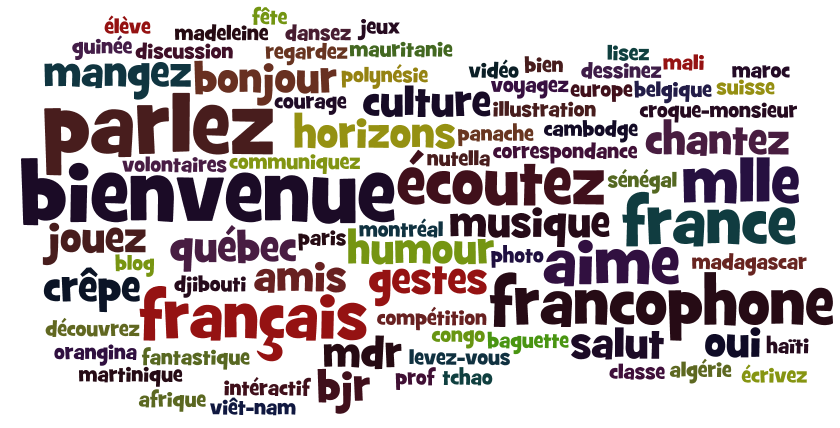 fête
élève madeleine dansez jeux
guinée discussion regardez mauritanie lisez
mangez bonjour polynésie vidéo bien dessinez mali maroc
courage culture voyagez europe belgique suisse
parlez horizons panache illustration cambodge croque-monsieur
volontaires communiquez nutella correspondance chantez
bienvenue écoutez sénégal mlle
jouez québec paris montréal musique france
blog humour photo aime madagascar
crêpe djibouti amis gestes francophone
découvrez français compétition
congo baguette salut oui haïti
orangina fantastique mdr levez-vous
martinique interáctif bjr prof tchao classe algérie écrivez
afrique viêt-nam